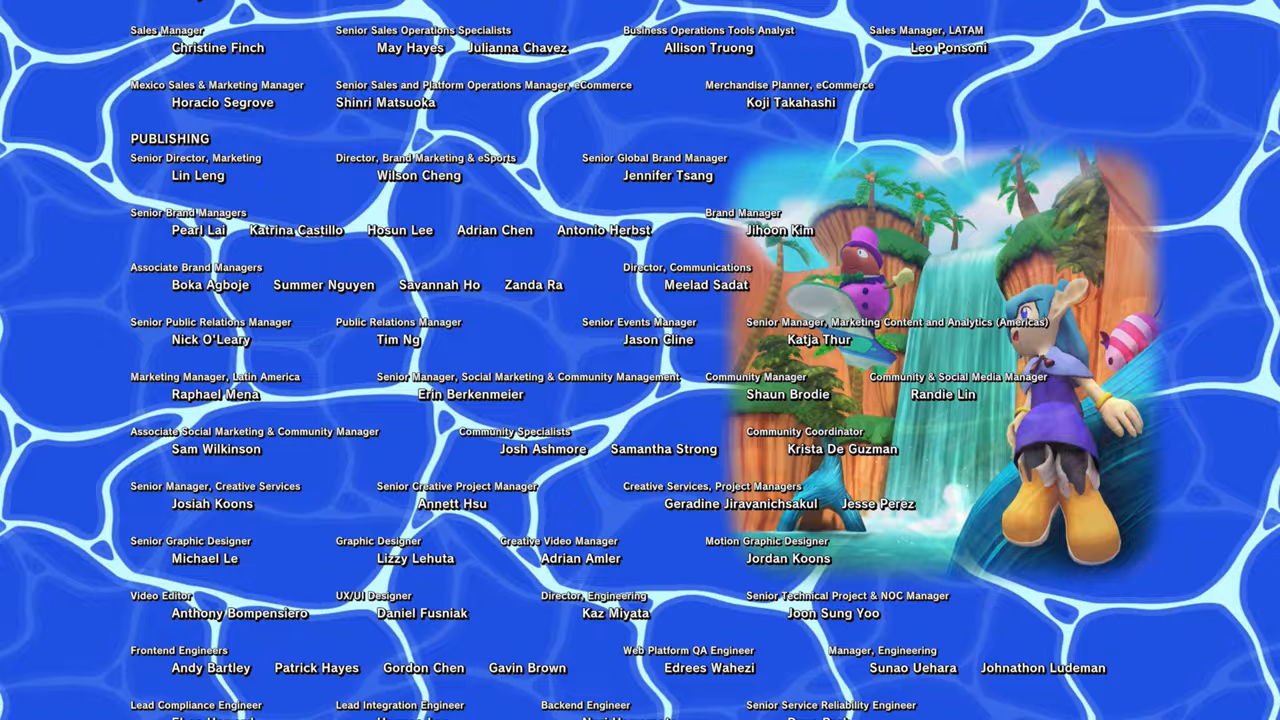 Sales Manager Senior Sales Operations Specialists Business Operations Tools Analyst Sales Manager, LATAM
Christine Finch May Hayes Julianna Chavez Allison Truong Leo Ponsoni
Mexico Sales & Marketing Manager Senior Sales and Platform Operations Manager, eCommerce Merchandise Planner, eCommerce
Horacio Segrove Shinri Matsuoka Koji Takahashi
PUBLISHING
Senior Director, Marketing Director, Brand Marketing & eSports Senior Global Brand Manager
Lin Leng Wilson Cheng Jennifer Tsang
Senior Brand Managers Brand Manager
Pearl Lai Katrina Castillo Hosun Lee Adrian Chen Antonio Herbst Jihoon Kim
Associate Brand Managers Director, Communications
Boka Agboje Summer Nguyen Savannah Ho Zanda Ra Meelad Sadat
Senior Public Relations Manager Public Relations Manager Senior Events Manager Senior Manager, Marketing Content and Analytics (Americas)
Nick O'Leary Tim Ng Jason Cline Katja Thur
Marketing Manager, Latin America Senior Manager, Social Marketing & Community Management Community Manager Community & Social Media Manager
Raphael Mena Erin Berkenmeier Shaun Brodie Randie Lin
Associate Social Marketing & Community Manager Community Specialists Community Coordinator
Sam Wilkinson Josh Ashmore Samantha Strong Krista De Guzman
Senior Manager, Creative Services Senior Creative Project Manager Creative Services, Project Managers
Josiah Koons Annett Hsu Geradine Jiravanichsakul Jesse Perez
Senior Graphic Designer Graphic Designer Creative Video Manager Motion Graphic Designer
Michael Le Lizzy Lehuta Adrian Amler Jordan Koons
Video Editor UX/UI Designer Director, Engineering Senior Technical Project & NOC Manager
Anthony Bompensiero Daniel Fusniak Kaz Miyata Joon Sung Yoo
Frontend Engineers Web Platform QA Engineer Manager, Engineering
Andy Bartley Patrick Hayes Gordon Chen Gavin Brown Edrees Wahezi Sunao Uehara Johnathon Ludeman
Lead Compliance Engineer Lead Integration Engineer Backend Engineer Senior Service Reliability Engineer